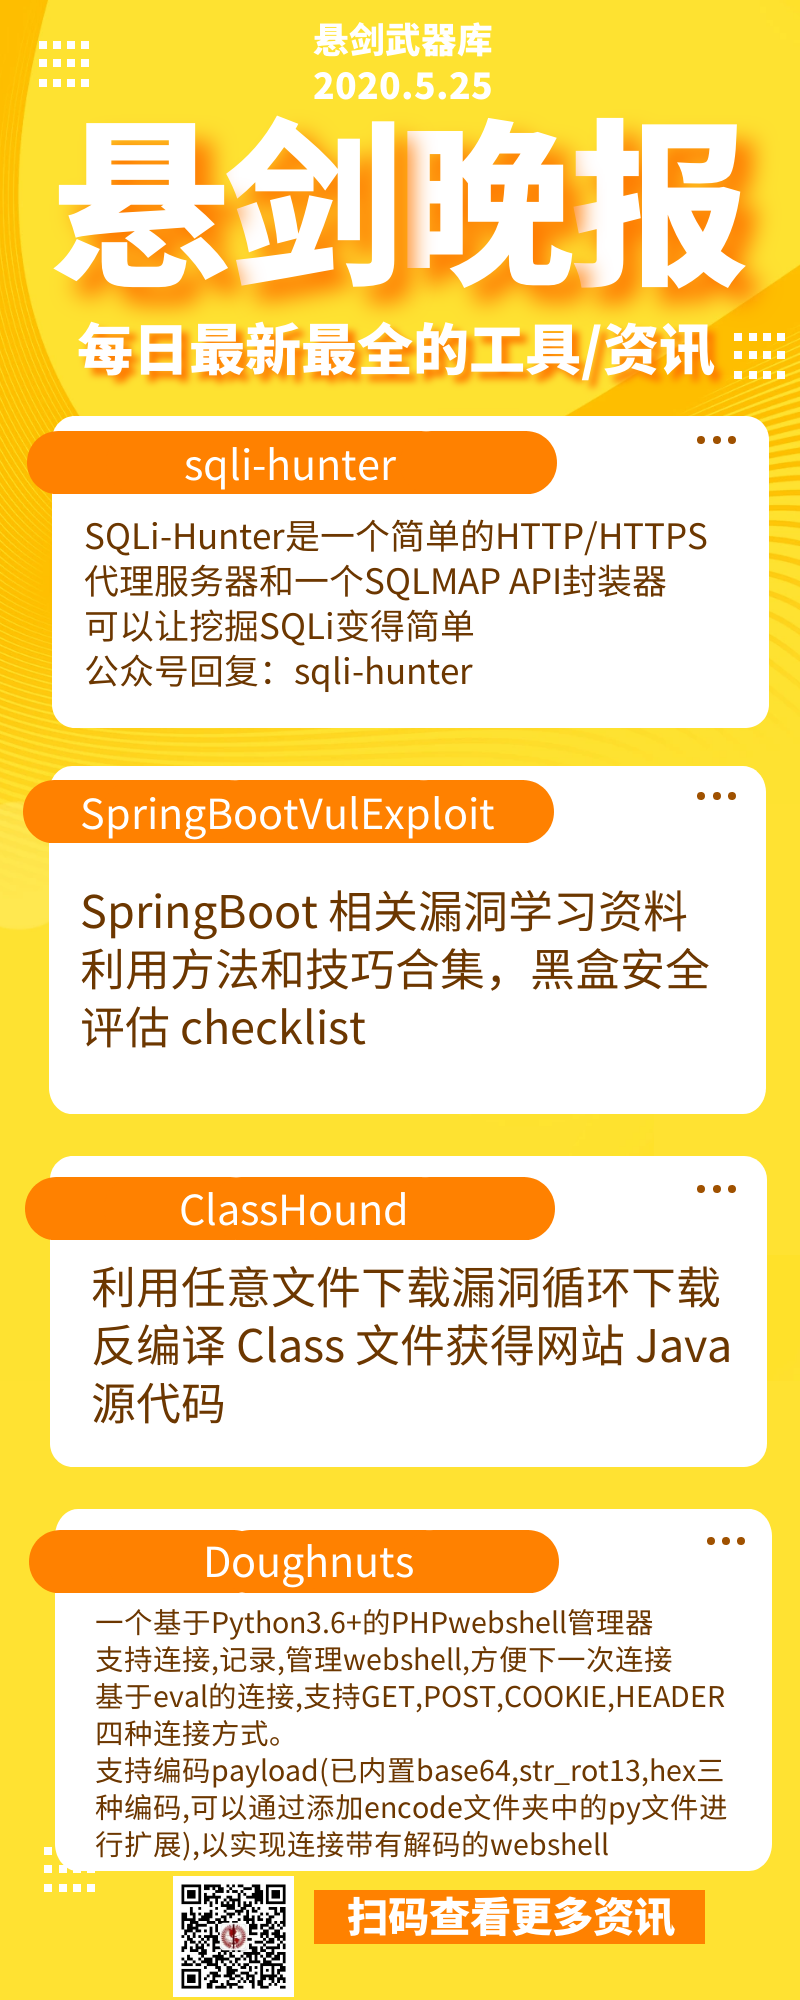 悬剑武器库
2020.5.25
悬剑晚报
每日最新最全的工具/资讯
sqli-hunter
SQLi-Hunter是一个简单的HTTP/HTTPS
代理服务器和一个SQLMAP API封装器
可以让挖掘SQLi变得简单
公众号回复：sqli-hunter
SpringBootVulExploit
SpringBoot 相关漏洞学习资料
利用方法和技巧合集，黑盒安全
评估 checklist
ClassHound
利用任意文件下载漏洞循环下载
反编译 Class 文件获得网站 Java
源代码
Doughnuts
一个基于Python3.6+的PHPwebshell管理器
支持连接,记录,管理webshell,方便下一次连接
基于eval的连接,支持GET,POST,COOKIE,HEADER
四种连接方式。
支持编码payload(已内置base64,str_rot13,hex三
种编码,可以通过添加encode文件夹中的py文件进
行扩展),以实现连接带有解码的webshell
扫码查看更多资讯